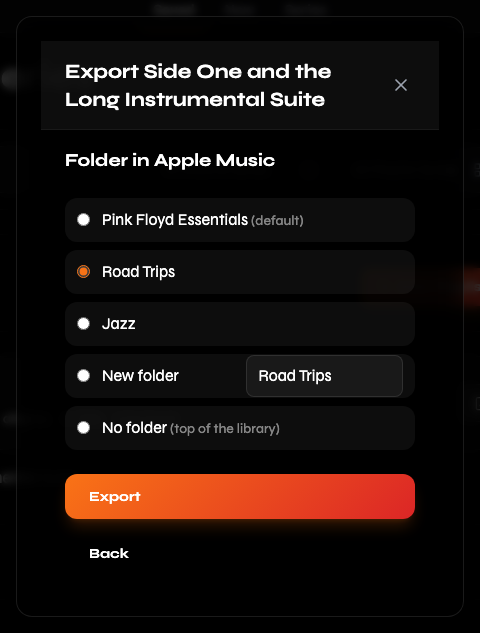 Export Side One and the
Long Instrumental Suite
Folder in Apple Music
Pink Floyd Essentials (default)
Road Trips
Jazz
New folder Road Trips
No folder (top of the library)
Export
Back